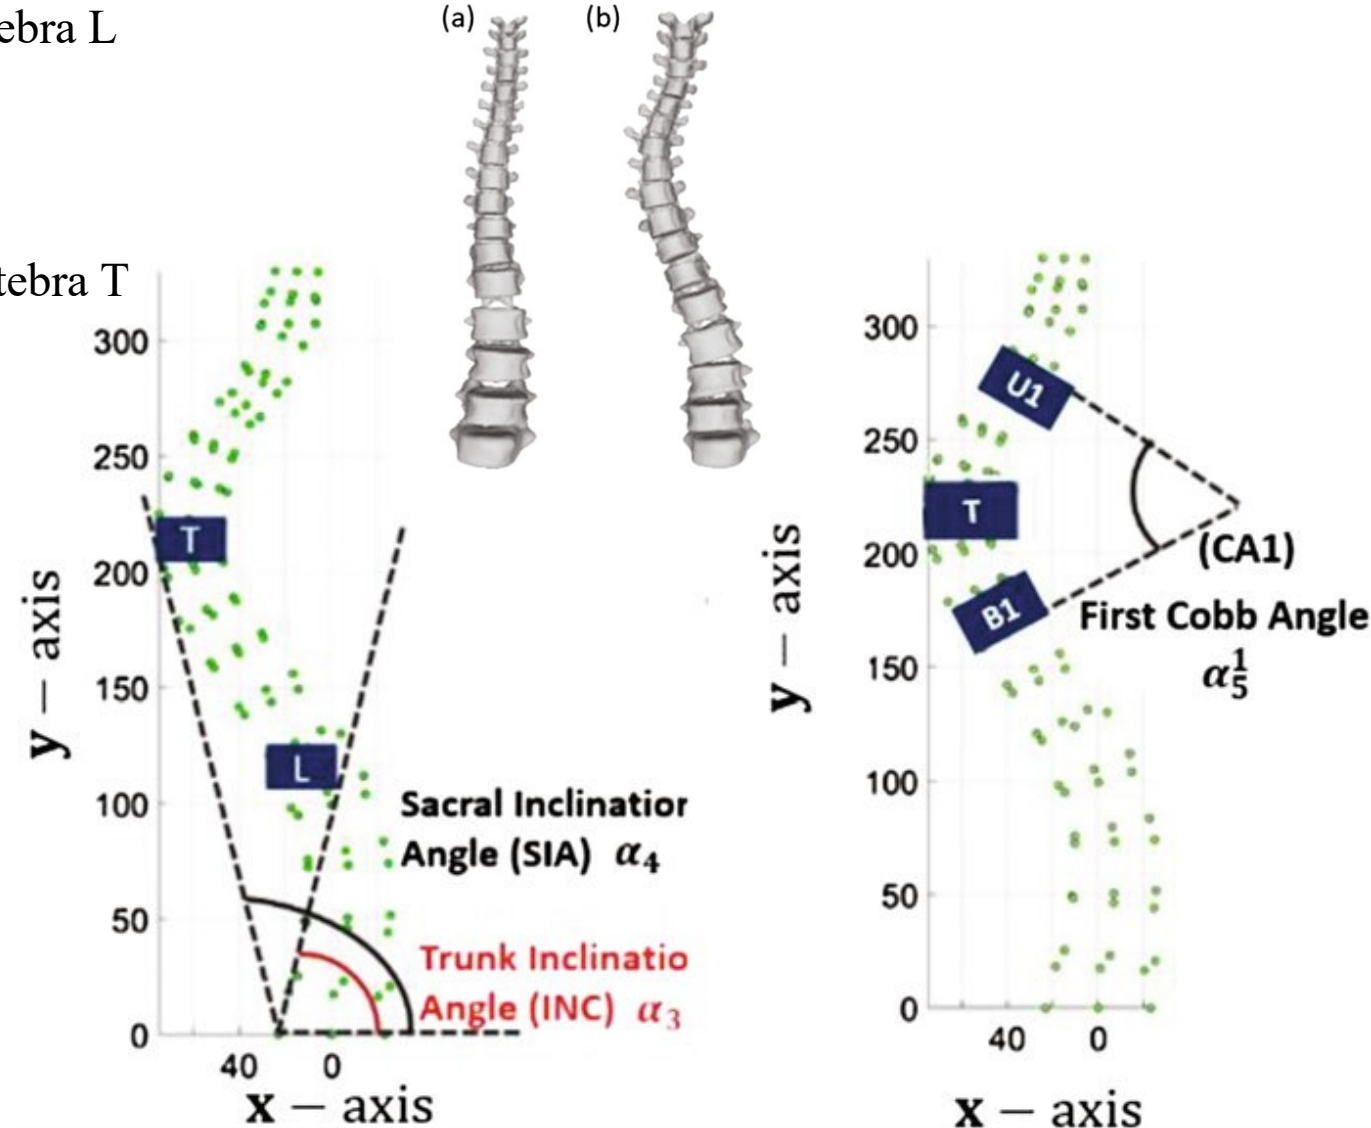 ebra L
(a)
(b)
tebra T
300
250
200
150
100
50
0
40
0
y – axis
x – axis
T
L
Sacral Inclination
Angle (SIA) α4
Trunk Inclinatio
Angle (INC) α3
300
250
200
150
100
50
0
40
0
y – axis
x – axis
U1
T
B1
(CA1)
First Cobb Angle
α₅¹